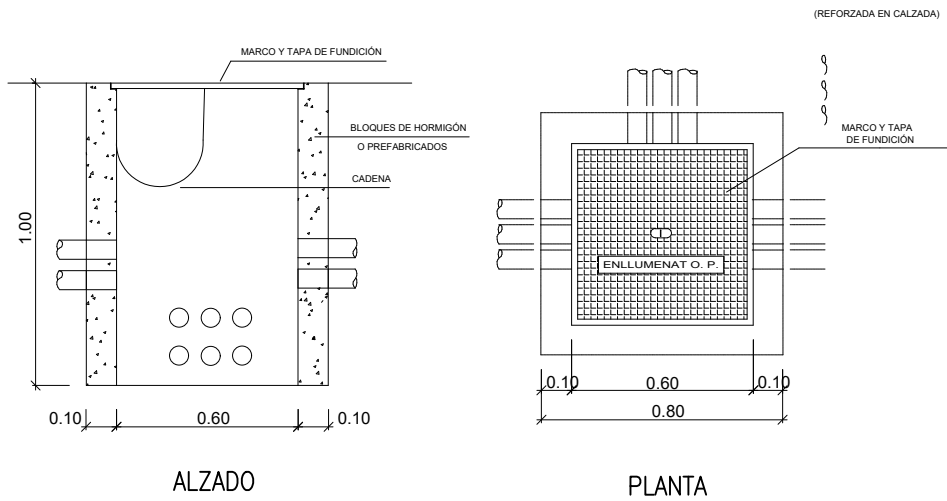 (REFORZADA EN CALZADA)
MARCO Y TAPA DE FUNDICIÓN
BLOQUES DE HORMIGÓN
O PREFABRICADOS
CADENA
1.00
0.10
0.60
0.10
ALZADO
MARCO Y TAPA
DE FUNDICIÓN
ENLLUMENAT O. P.
0.10
0.60
0.10
0.80
PLANTA